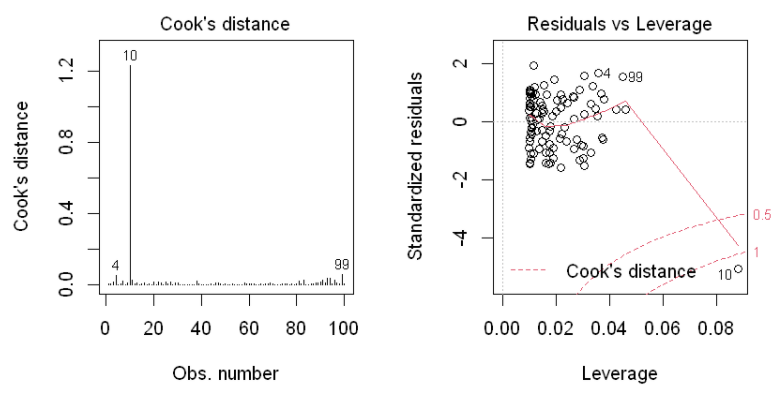 Cook's distance
10
4
99
Cook's distance
0.0 0.4 0.8 1.2
0 20 40 60 80 100
Obs. number
Residuals vs Leverage
4
99
10
0.5
1
Cook's distance
Standardized residuals
-4 -2 0 2
0.00 0.02 0.04 0.06 0.08
Leverage